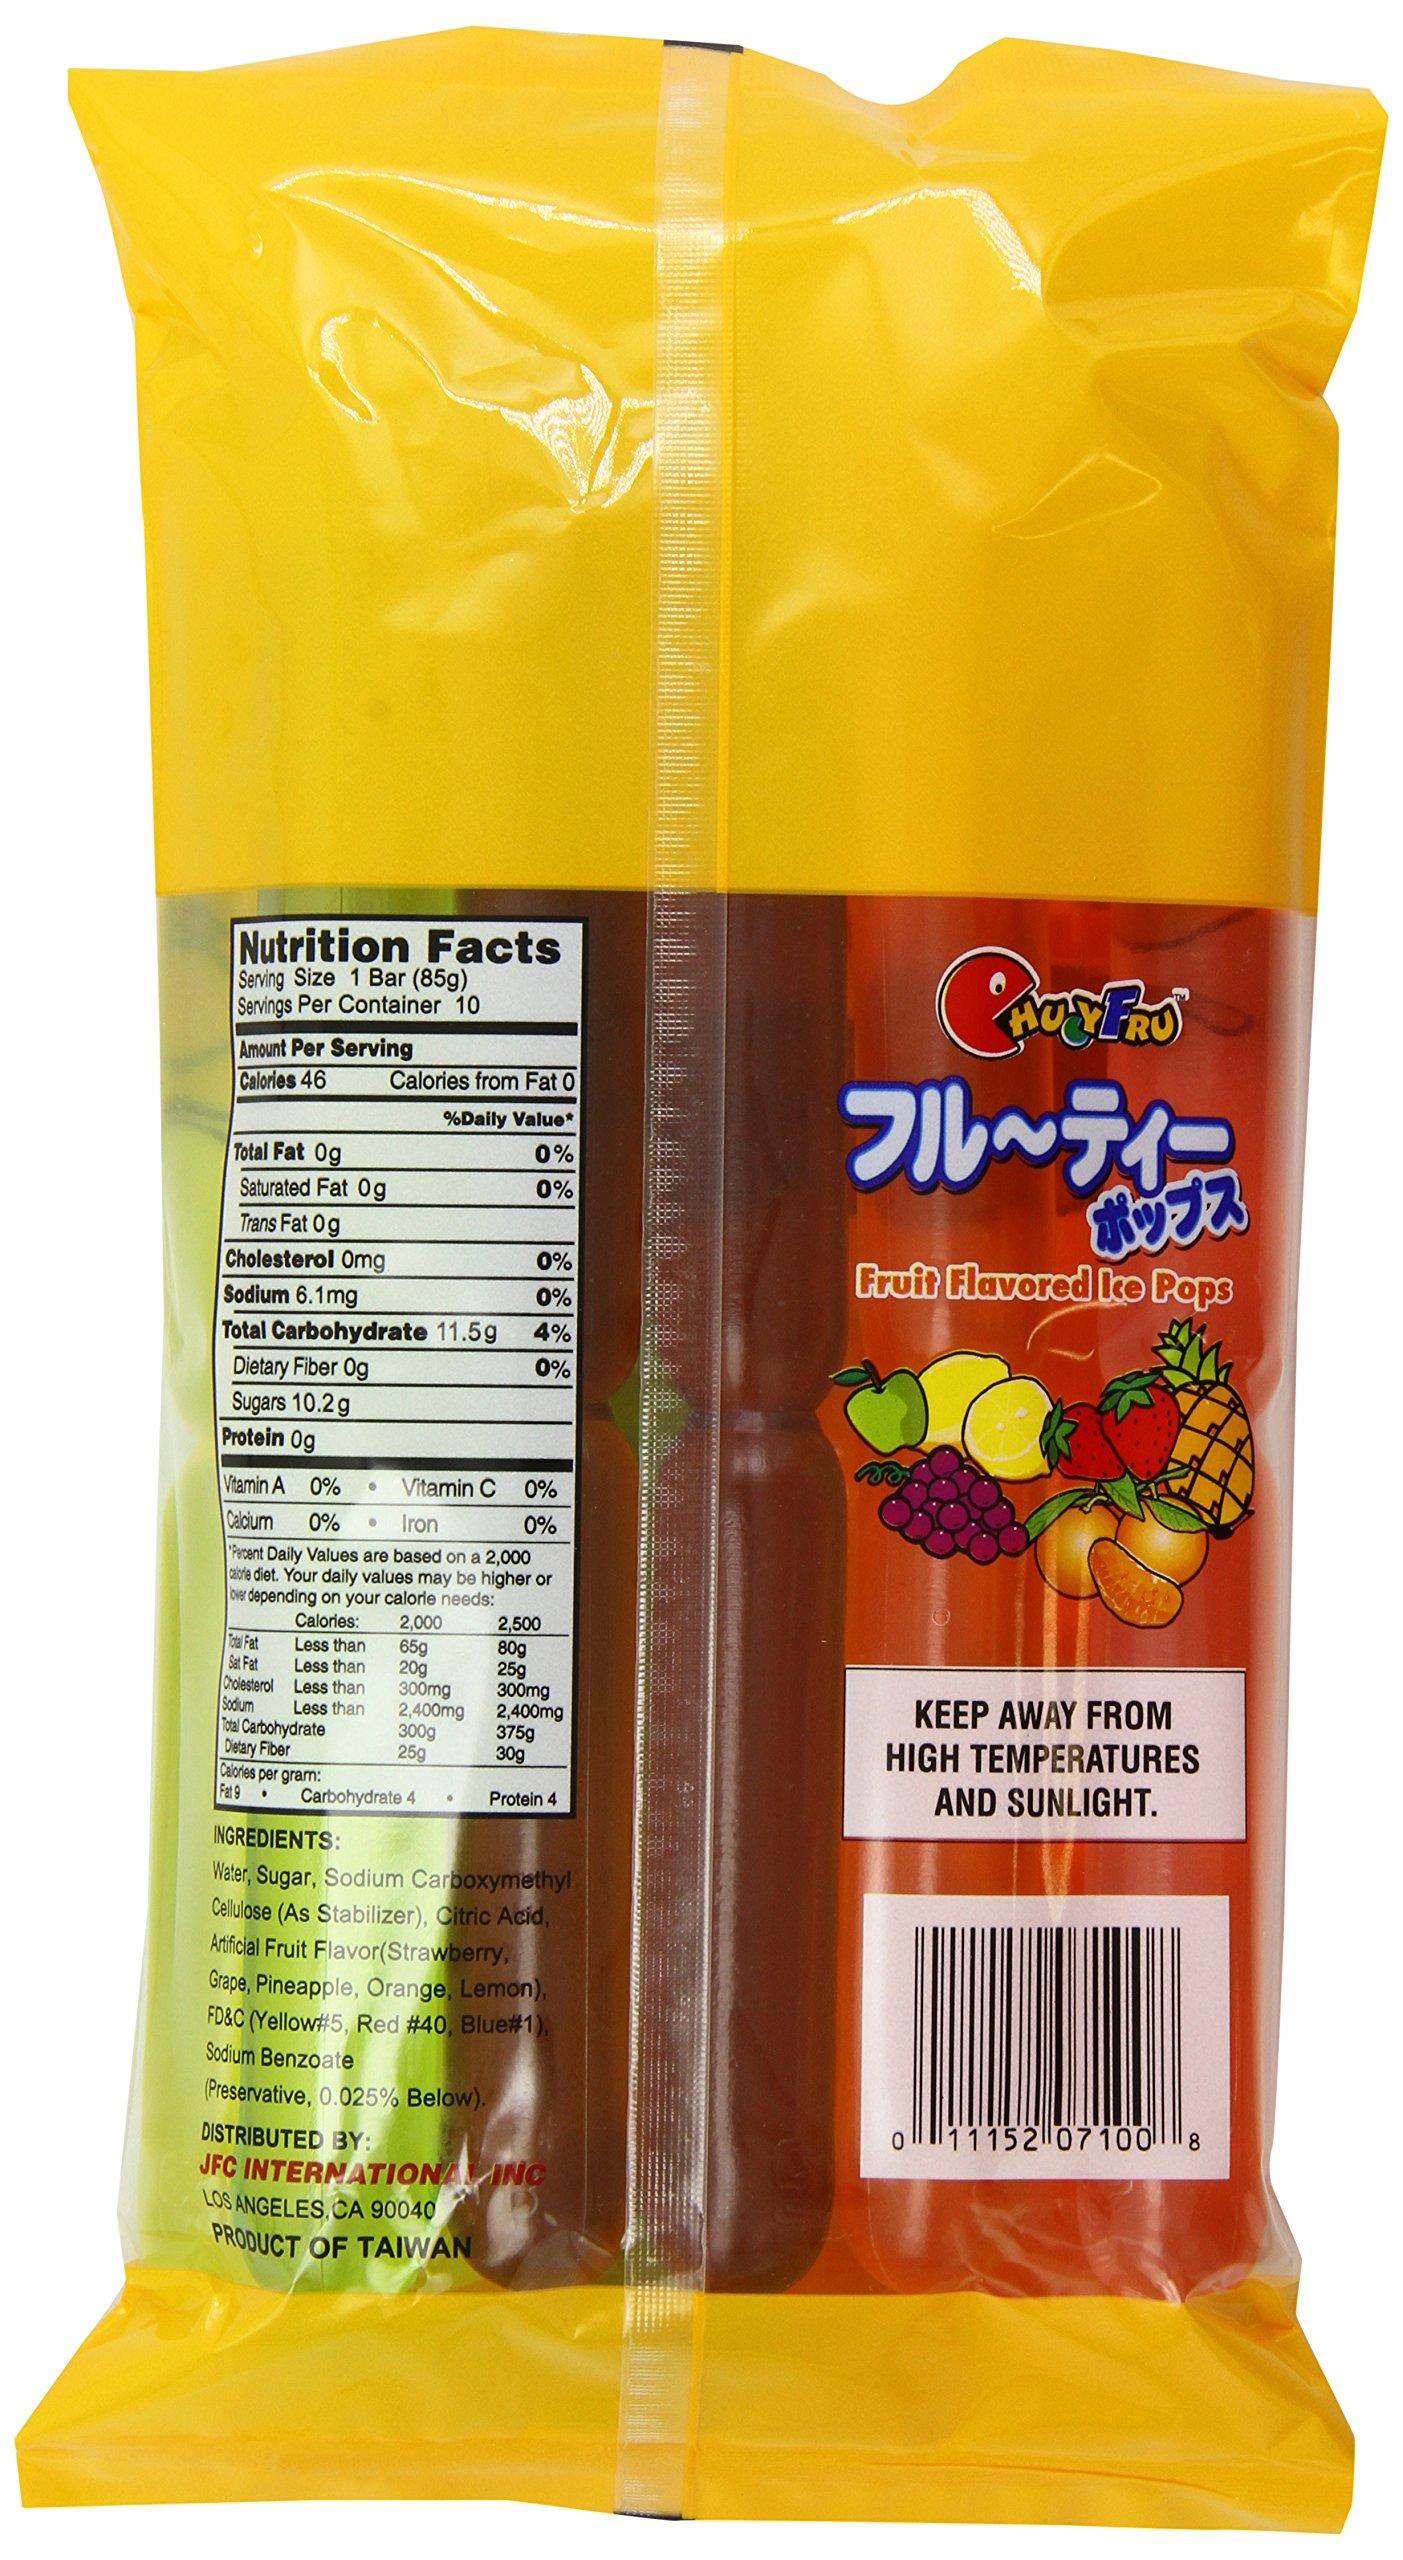 Nutrition Facts
Serving Size 1 Bar (85g)
Servings Per Container 10
Amount Per Serving
Calories 46 Calories from Fat 0
%Daily Value*
Total Fat 0g 0%
Saturated Fat 0g 0%
Trans Fat 0g
Cholesterol 0mg 0%
Sodium 6.1mg 0%
Total Carbohydrate 11.5g 4%
Dietary Fiber 0g 0%
Sugars 10.2g
Protein 0g
Vitamin A 0% • Vitamin C 0%
Calcium 0% • Iron 0%
*Percent Daily Values are based on a 2,000
calorie diet. Your daily values may be higher or
lower depending on your calorie needs:
Calories: 2,000 2,500
Total Fat Less than 65g 80g
Sat Fat Less than 20g 25g
Cholesterol Less than 300mg 300mg
Sodium Less than 2,400mg 2,400mg
Total Carbohydrate 300g 375g
Dietary Fiber 25g 30g
Calories per gram:
Fat 9 • Carbohydrate 4 • Protein 4
INGREDIENTS:
Water, Sugar, Sodium Carboxymethyl
Cellulose (As Stabilizer), Citric Acid,
Artificial Fruit Flavor(Strawberry,
Grape, Pineapple, Orange, Lemon),
FD&C (Yellow#5, Red #40, Blue#1),
Sodium Benzoate
(Preservative, 0.025% Below).
DISTRIBUTED BY:
JFC INTERNATIONAL INC
LOS ANGELES,CA 90040
PRODUCT OF TAIWAN
フル～ティー
ポップス
Fruit Flavored Ice Pops
KEEP AWAY FROM
HIGH TEMPERATURES
AND SUNLIGHT.
0 11152 07100 8